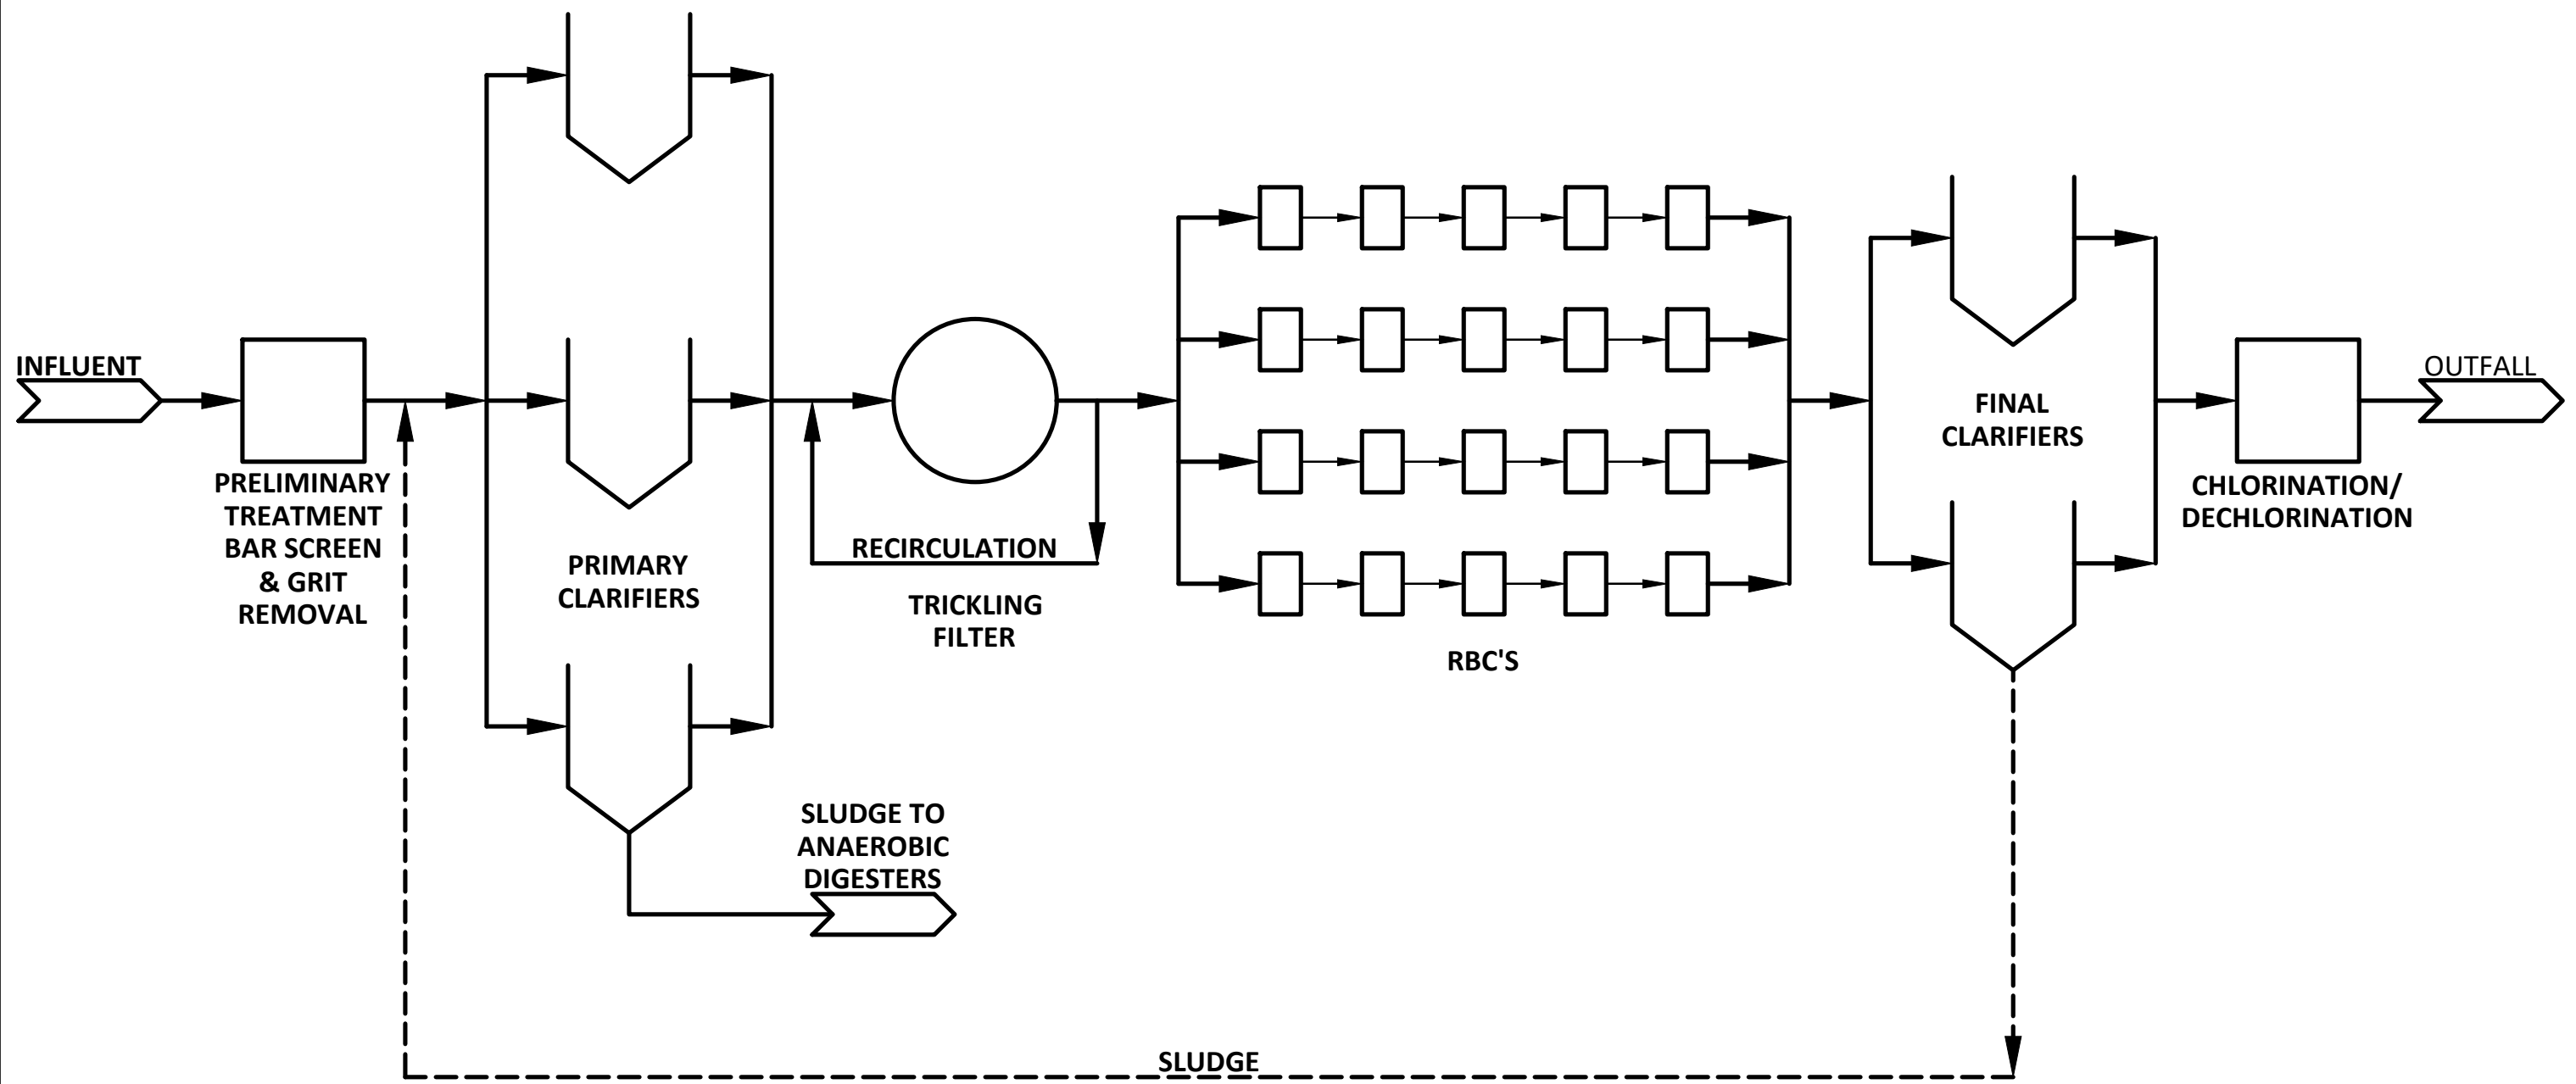 INFLUENT
PRELIMINARY
TREATMENT
BAR SCREEN
& GRIT
REMOVAL
PRIMARY
CLARIFIERS
SLUDGE TO
ANAEROBIC
DIGESTERS
RECIRCULATION
TRICKLING
FILTER
RBC'S
FINAL
CLARIFIERS
CHLORINATION/
DECHLORINATION
OUTFALL
SLUDGE